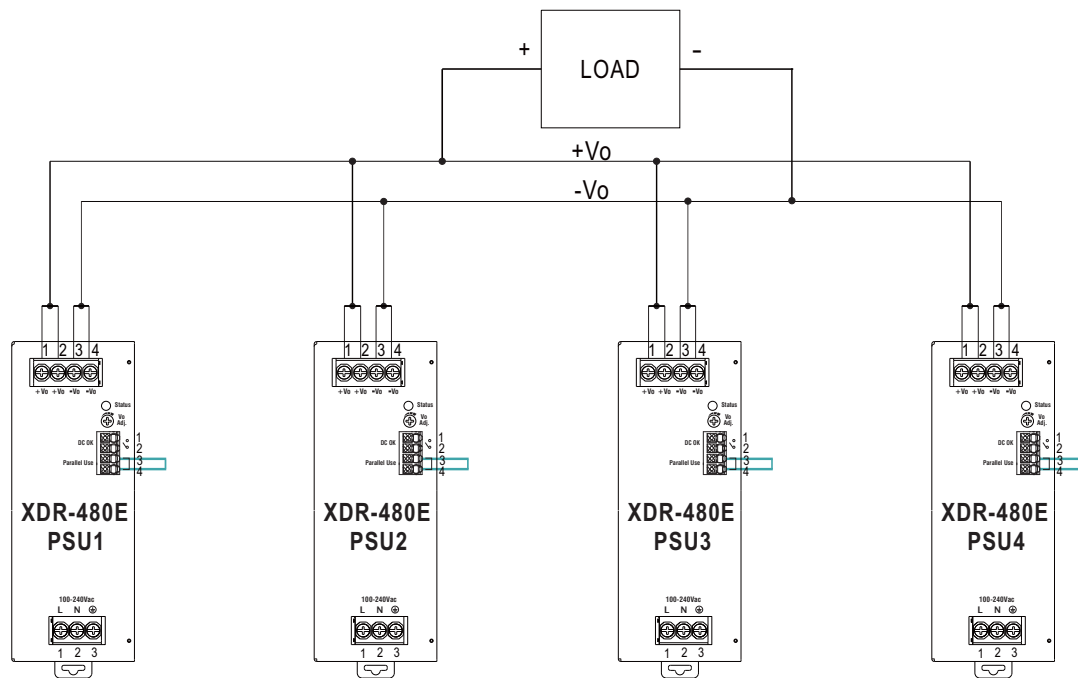 + LOAD -
+Vo
-Vo
1 2 3 4
+Vo +Vo -Vo -Vo
Status
Vo
Adj.
DC OK
1
2
Parallel Use
3
4
XDR-480E
PSU1
100-240Vac
L N ⏚
1 2 3
1 2 3 4
+Vo +Vo -Vo -Vo
Status
Vo
Adj.
DC OK
1
2
Parallel Use
3
4
XDR-480E
PSU2
100-240Vac
L N ⏚
1 2 3
1 2 3 4
+Vo +Vo -Vo -Vo
Status
Vo
Adj.
DC OK
1
2
Parallel Use
3
4
XDR-480E
PSU3
100-240Vac
L N ⏚
1 2 3
1 2 3 4
+Vo +Vo -Vo -Vo
Status
Vo
Adj.
DC OK
1
2
Parallel Use
3
4
XDR-480E
PSU4
100-240Vac
L N ⏚
1 2 3